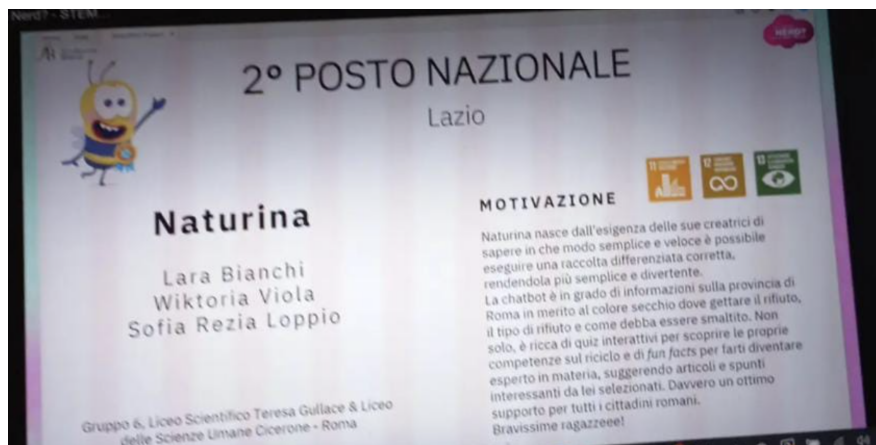 Nerd? - STEM...
NERD?
2° POSTO NAZIONALE
Lazio
11
12
13
Naturina
Lara Bianchi
Wiktoria Viola
Sofia Rezia Loppio
Gruppo 6, Liceo Scientifico Teresa Gullace & Liceo
delle Scienze Umane Cicerone - Roma
MOTIVAZIONE
Naturina nasce dall'esigenza delle sue creatrici di
sapere in che modo semplice e veloce è possibile
eseguire una raccolta differenziata corretta,
rendendola più semplice e divertente.
La chatbot è in grado di informazioni sulla provincia di
Roma in merito al colore secchio dove gettare il rifiuto,
il tipo di rifiuto e come debba essere smaltito. Non
solo, è ricca di quiz interattivi per scoprire le proprie
competenze sul riciclo e di fun facts per farti diventare
esperto in materia, suggerendo articoli e spunti
interessanti da lei selezionati. Davvero un ottimo
supporto per tutti i cittadini romani.
Bravissime ragazzeee!